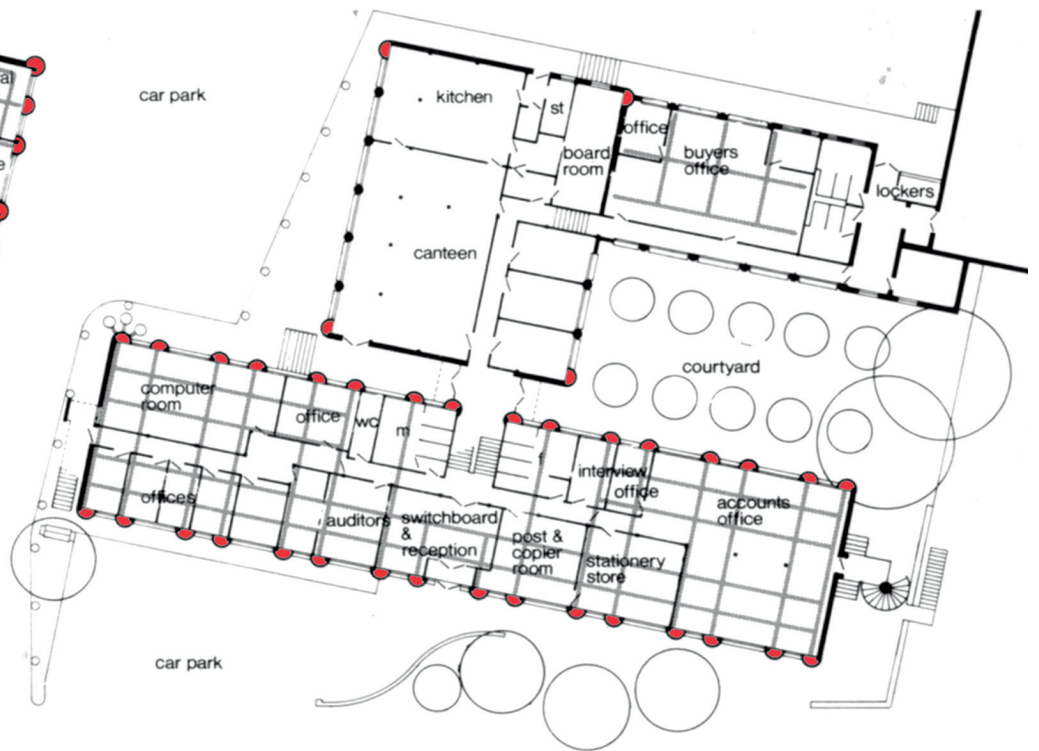 al
car park
kitchen
st
office
board
room
buyers
office
lockers
canteen
courtyard
computer
room
office
wc
m
f
interview
office
accounts
office
offices
auditors
switchboard
&
reception
post &
copier
room
stationery
store
car park
e